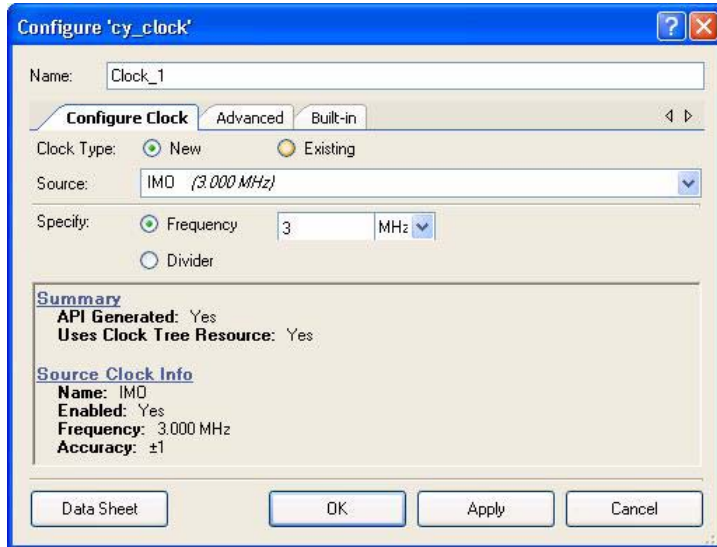 Configure 'cy_clock'
Name: Clock_1
Configure Clock Advanced Built-in
Clock Type: New Existing
Source: IMO (3.000 MHz)
Specify: Frequency 3 MHz
Divider
Summary
API Generated: Yes
Uses Clock Tree Resource: Yes
Source Clock Info
Name: IMO
Enabled: Yes
Frequency: 3.000 MHz
Accuracy: ±1
Data Sheet OK Apply Cancel